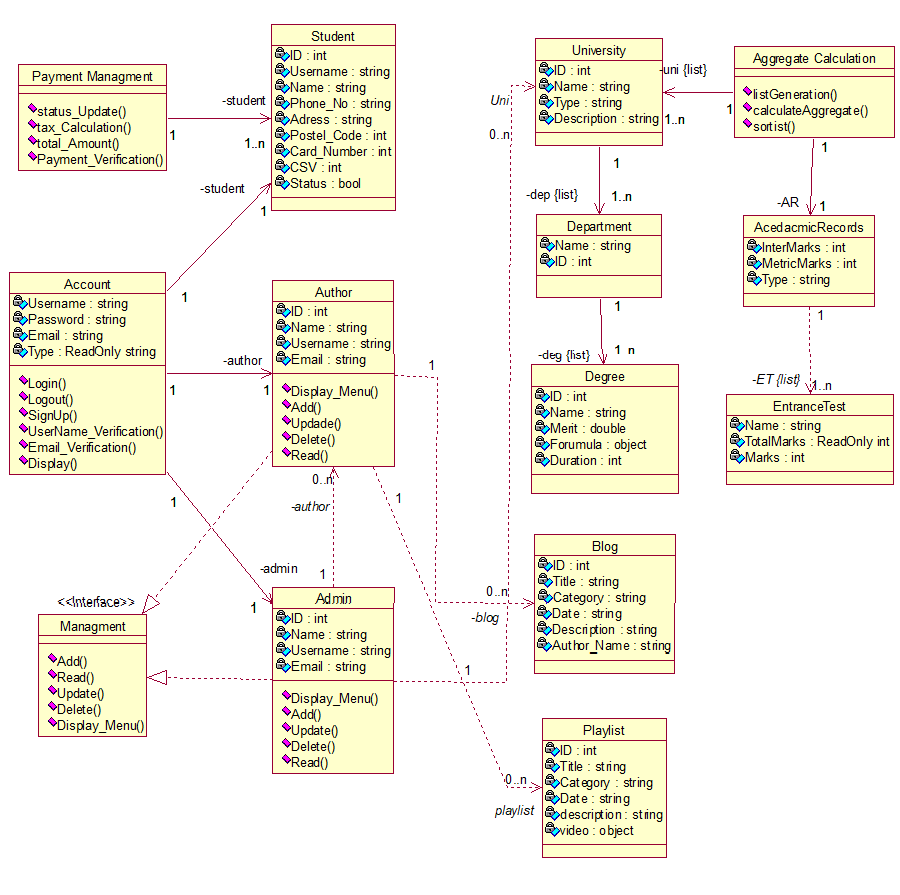 Payment Managment
status_Update()
tax_Calculation()
total_Amount()
Payment_Verification()
-student
1
1..n
Student
ID : int
Username : string
Name : string
Phone_No : string
Adress : string
Postel_Code : int
Card_Number : int
CSV : int
Status : bool
-student
1
1
University
ID : int
Name : string
Type : string
Description : string
Uni
0..n
-uni {list}
1
1..n
Aggregate Calculation
listGeneration()
calculateAggregate()
sortist()
1
-dep {list}
1..n
1
-AR
1
Department
Name : string
ID : int
AcedacmicRecords
InterMarks : int
MetricMarks : int
Type : string
Account
Username : string
Password : string
Email : string
Type : ReadOnly string
Login()
Logout()
SignUp()
UserName_Verification()
Email_Verification()
Display()
-author
1
1
Author
ID : int
Name : string
Username : string
Email : string
Display_Menu()
Add()
Updade()
Delete()
Read()
1
1
-deg {list}
1 n
Degree
ID : int
Name : string
Merit : double
Forumula : object
Duration : int
1
-ET {list}
1..n
EntranceTest
Name : string
TotalMarks : ReadOnly int
Marks : int
0..n
-author
1
1
1
-admin
1
Admin
ID : int
Name : string
Username : string
Email : string
Display_Menu()
Add()
Update()
Delete()
Read()
1
<<Interface>>
Managment
Add()
Read()
Update()
Delete()
Display_Menu()
0..n
-blog
Blog
ID : int
Title : string
Category : string
Date : string
Description : string
Author_Name : string
0..n
playlist
Playlist
ID : int
Title : string
Category : string
Date : string
description : string
video : object